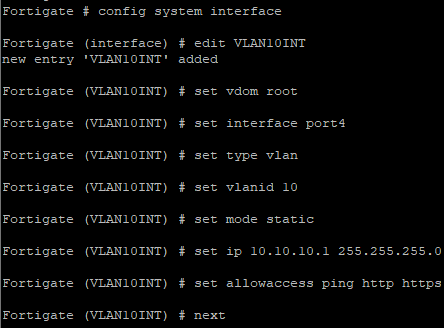 Fortigate # config system interface
Fortigate (interface) # edit VLAN10INT
new entry 'VLAN10INT' added
Fortigate (VLAN10INT) # set vdom root
Fortigate (VLAN10INT) # set interface port4
Fortigate (VLAN10INT) # set type vlan
Fortigate (VLAN10INT) # set vlanid 10
Fortigate (VLAN10INT) # set mode static
Fortigate (VLAN10INT) # set ip 10.10.10.1 255.255.255.0
Fortigate (VLAN10INT) # set allowaccess ping http https
Fortigate (VLAN10INT) # next